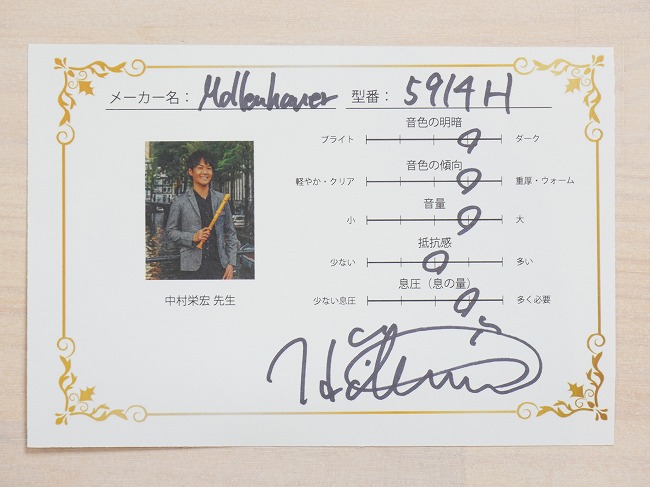 メーカー名： Mollenhauer 型番： 5914H
音色の明暗
ブライト ダーク
音色の傾向
軽やか・クリア 重厚・ウォーム
音量
小 大
抵抗感
少ない 多い
息圧（息の量）
少ない息圧 多く必要
中村栄宏 先生